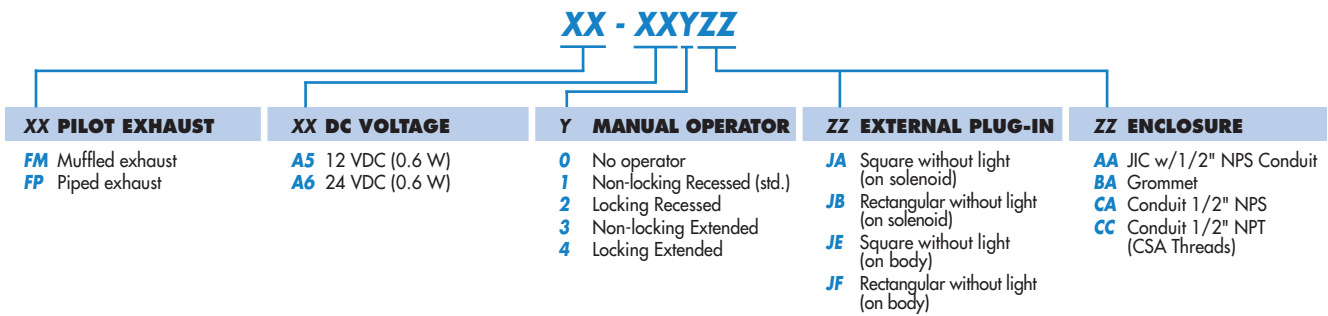 XX - XXYZZ
XX PILOT EXHAUST
FM Muffled exhaust
FP Piped exhaust
XX DC VOLTAGE
A5 12 VDC (0.6 W)
A6 24 VDC (0.6 W)
Y MANUAL OPERATOR
0 No operator
1 Non-locking Recessed (std.)
2 Locking Recessed
3 Non-locking Extended
4 Locking Extended
ZZ EXTERNAL PLUG-IN
JA Square without light
(on solenoid)
JB Rectangular without light
(on solenoid)
JE Square without light
(on body)
JF Rectangular without light
(on body)
ZZ ENCLOSURE
AA JIC w/1/2" NPS Conduit
BA Grommet
CA Conduit 1/2" NPS
CC Conduit 1/2" NPT
(CSA Threads)